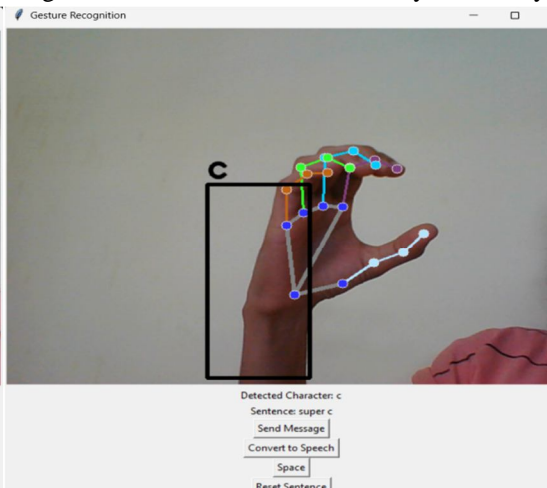 Gesture Recognition
C
Detected Character: c
Sentence: super c
Send Message
Convert to Speech
Space
Reset Sentence